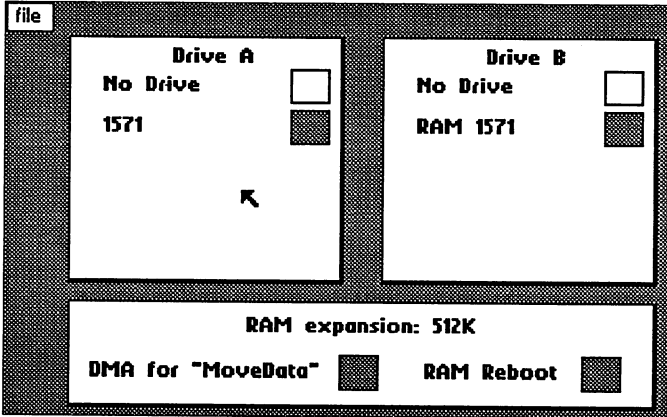 file
Drive A
No Drive
1571
Drive B
No Drive
RAM 1571
RAM expansion: 512K
DMA for "MoveData"
RAM Reboot